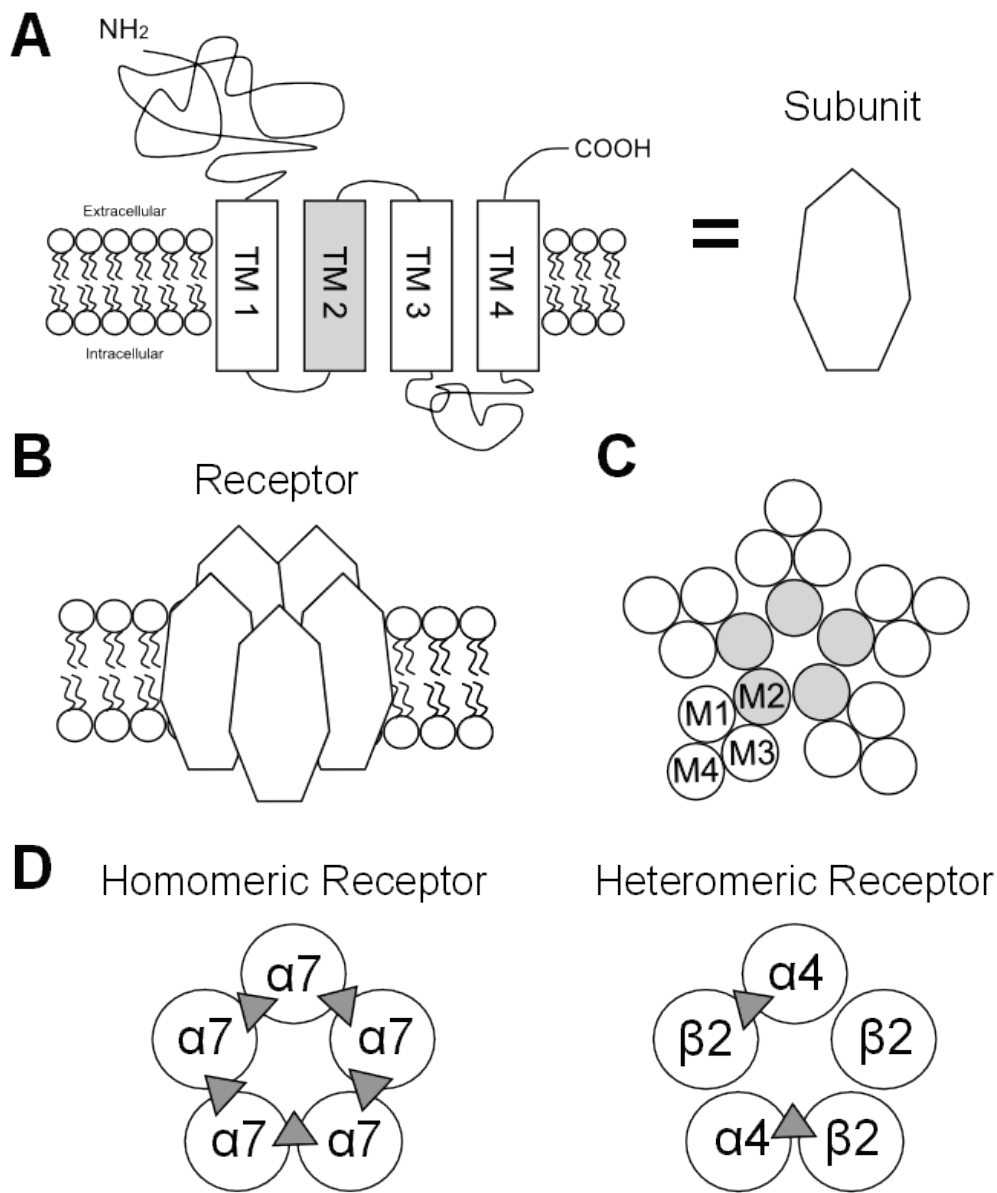 A
NH2
Subunit
COOH
Extracellular
=
TM 1
TM 2
TM 3
TM 4
Intracellular
B
Receptor
C
M1
M2
M3
M4
D
Homomeric Receptor
Heteromeric Receptor
α7
α7
α7
α7
α7
α4
β2
β2
α4
β2